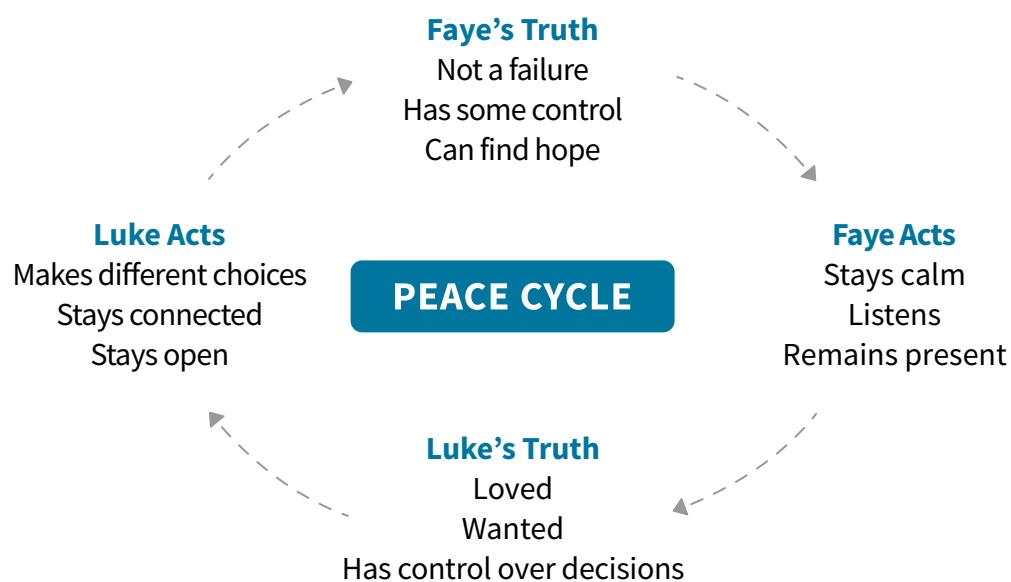 Faye’s Truth
Not a failure
Has some control
Can find hope
Faye Acts
Stays calm
Listens
Remains present
Luke’s Truth
Loved
Wanted
Has control over decisions
Luke Acts
Makes different choices
Stays connected
Stays open
PEACE CYCLE